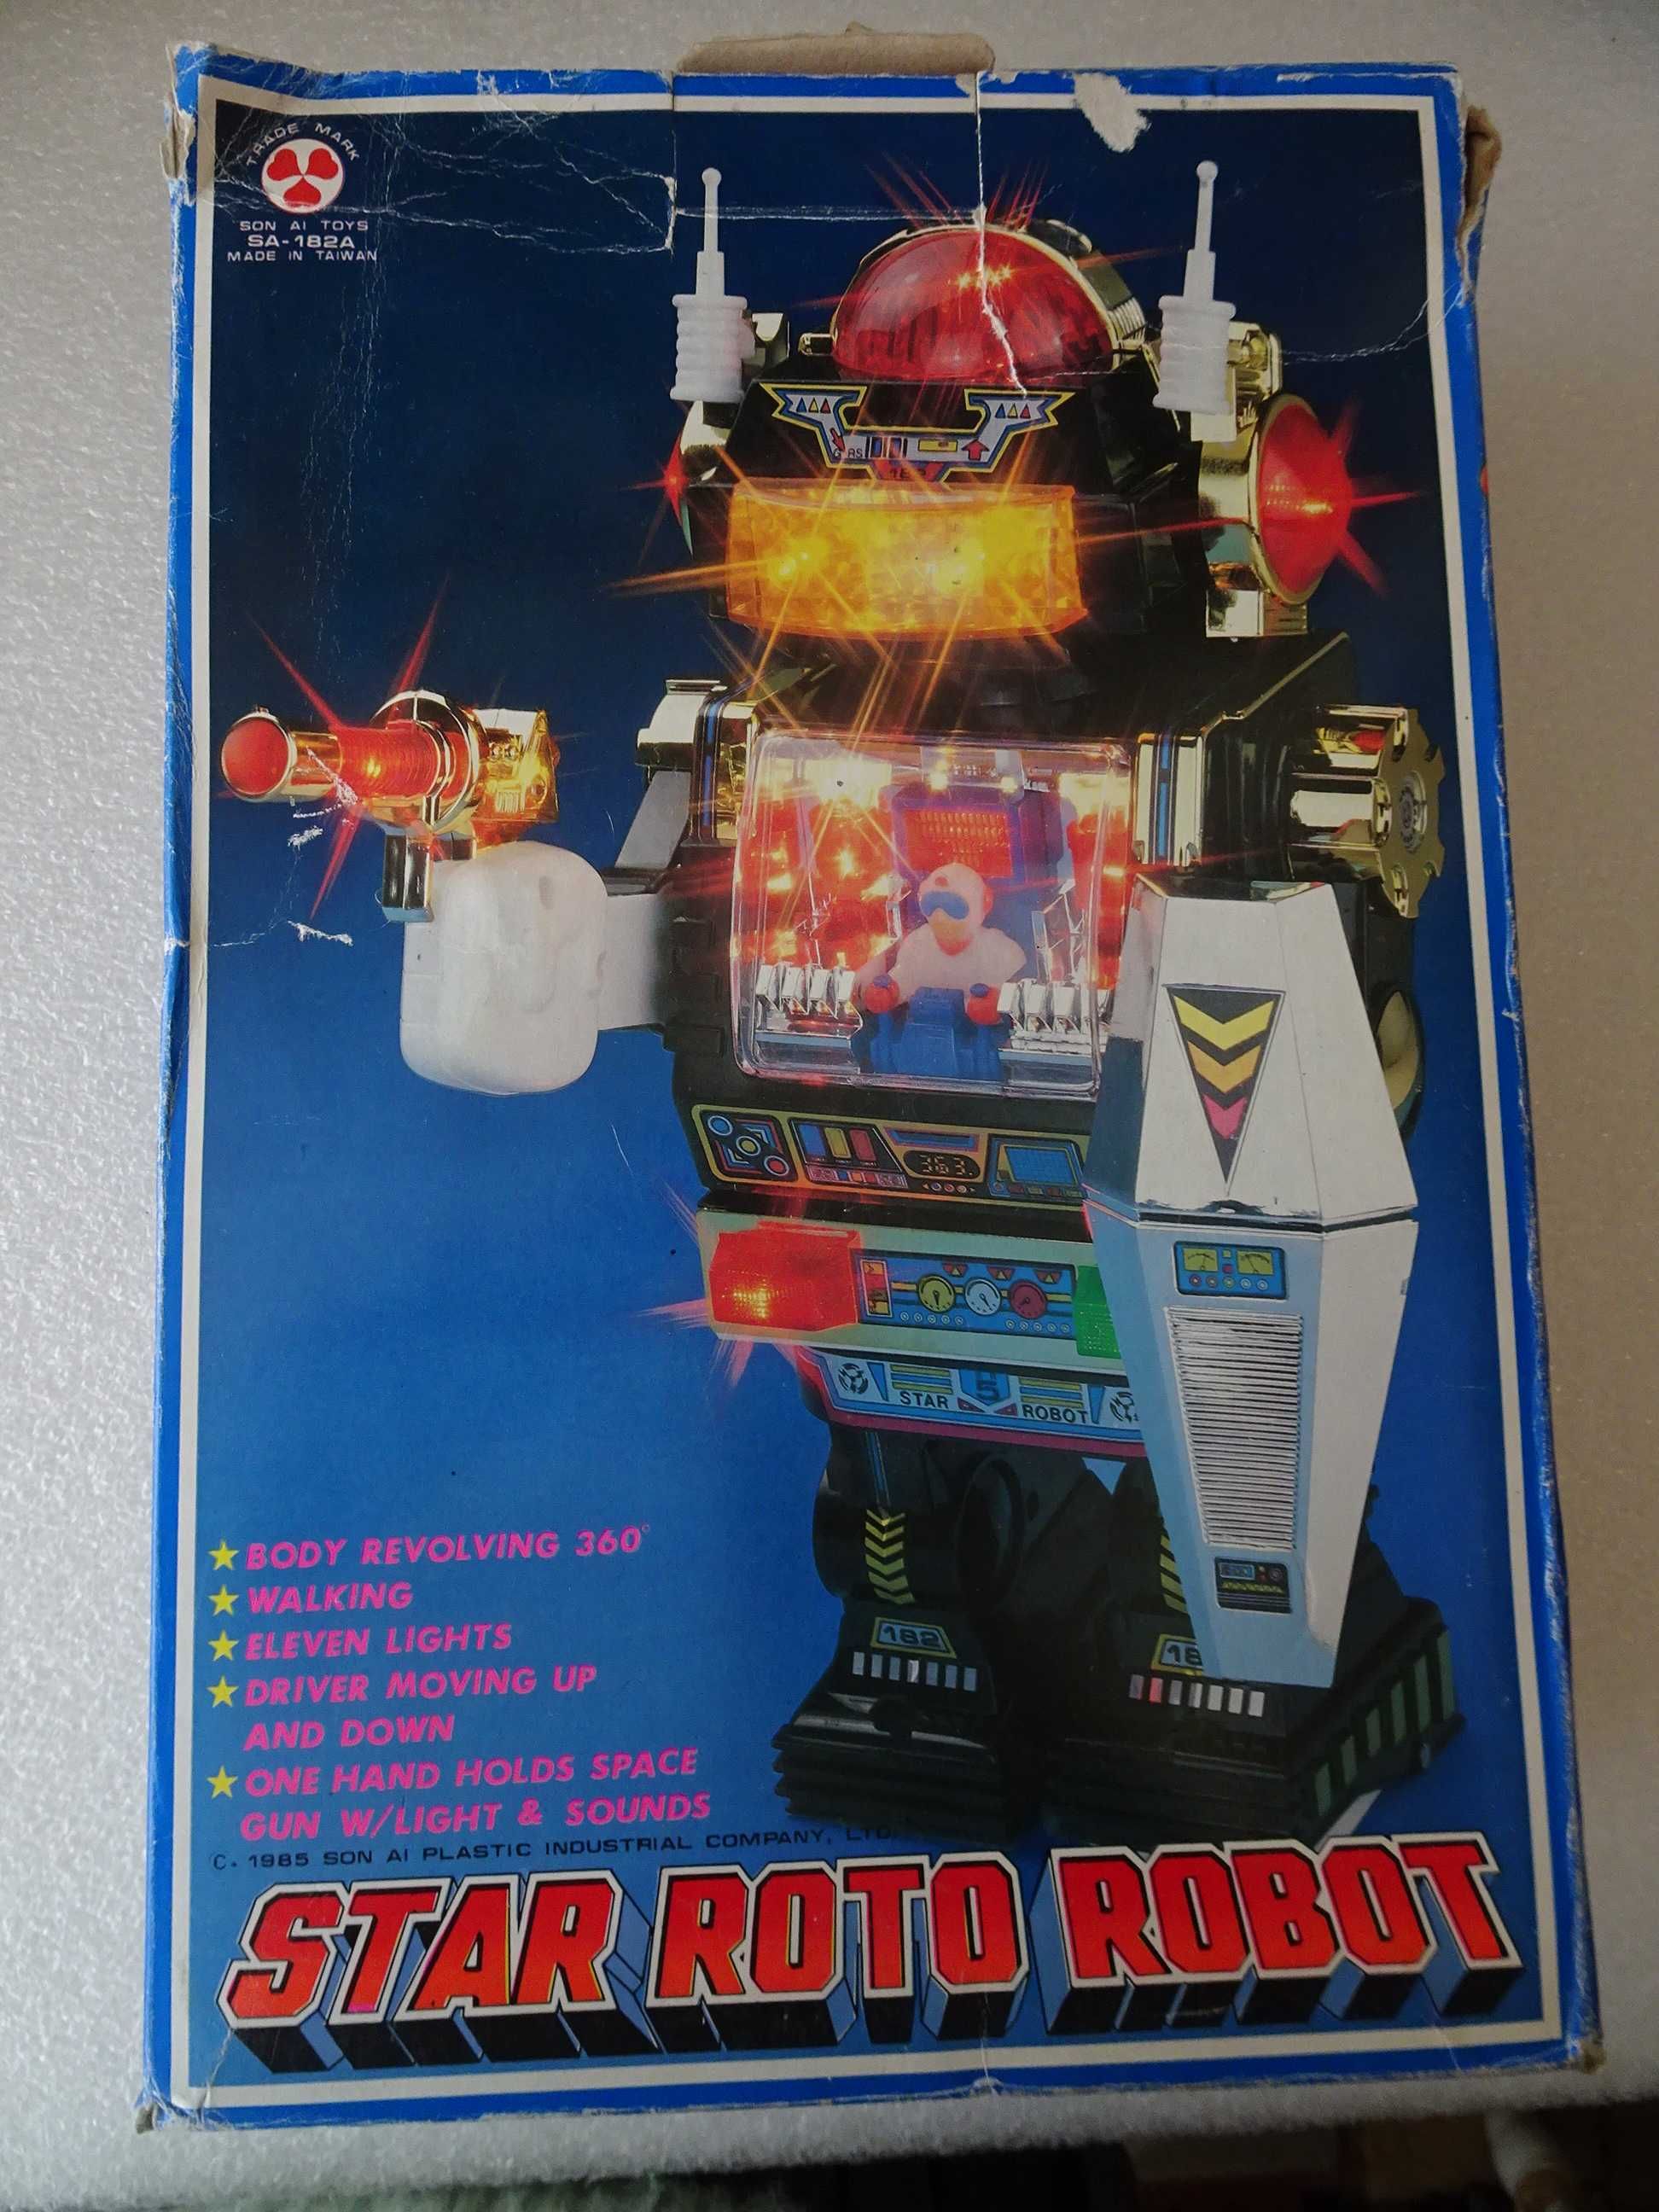 TRADE MARK
SON AI TOYS
SA-182A
MADE IN TAIWAN
363
STAR 5 ROBOT
182
★ BODY REVOLVING 360°
★ WALKING
★ ELEVEN LIGHTS
★ DRIVER MOVING UP
AND DOWN
★ ONE HAND HOLDS SPACE
GUN W/LIGHT & SOUNDS
C. 1985 SON AI PLASTIC INDUSTRIAL COMPANY, LTD.
STAR ROTO ROBOT